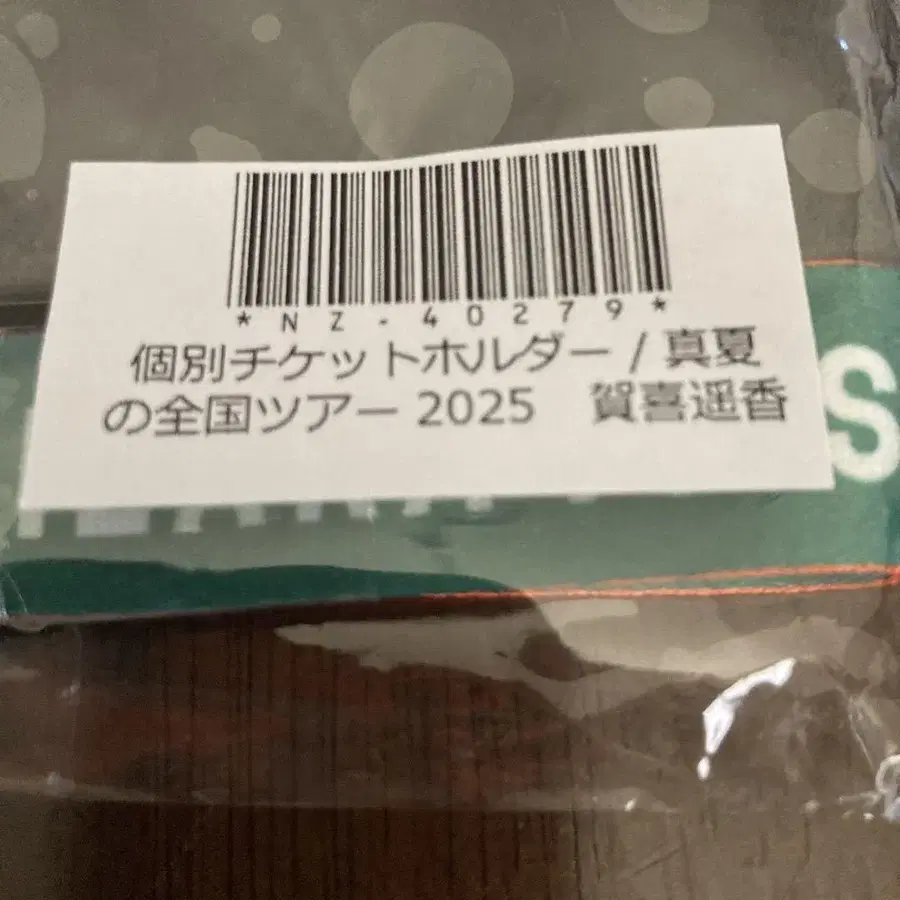 *NZ-40279*
個別チケットホルダー / 真夏
の全国ツアー 2025　賀喜遥香
S